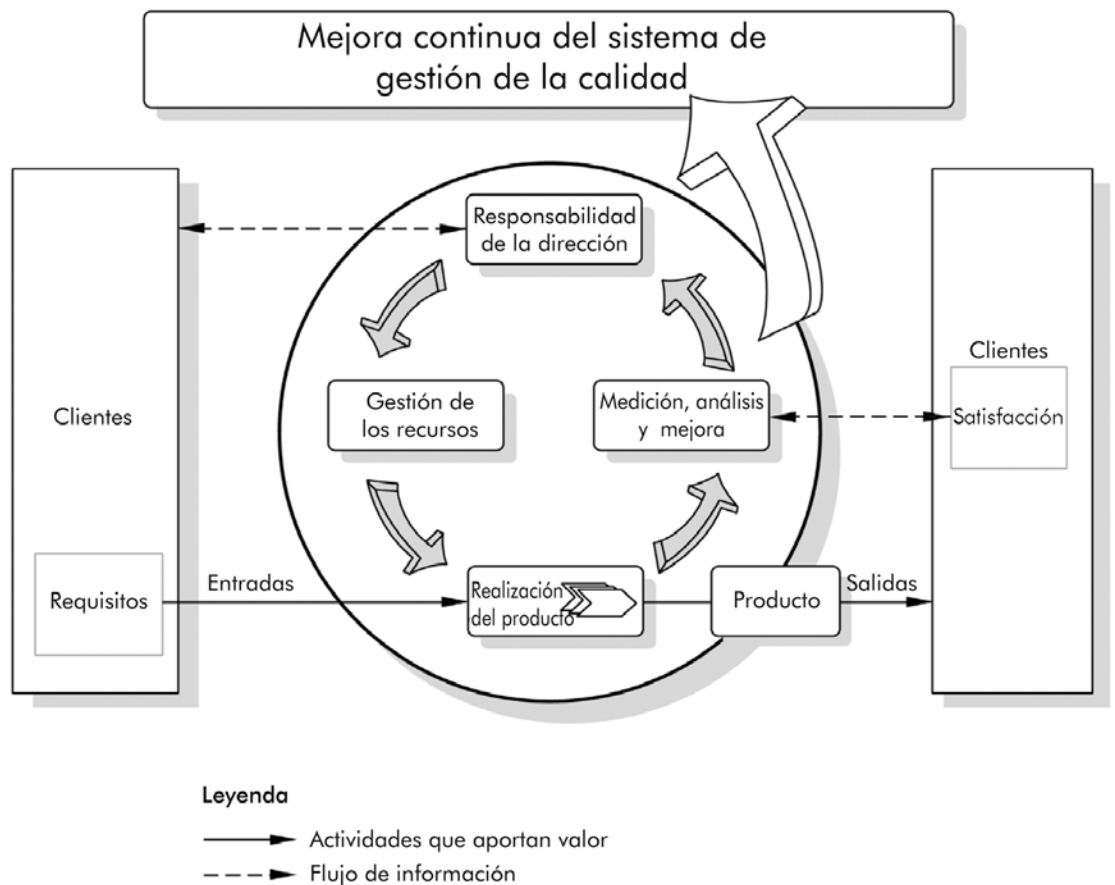 Mejora continua del sistema de
gestión de la calidad
Responsabilidad
de la dirección
Clientes
Gestión de
los recursos
Medición, análisis
y mejora
Clientes
Satisfacción
Requisitos
Entradas
Realización
del producto
Producto
Salidas
Leyenda
Actividades que aportan valor
Flujo de información